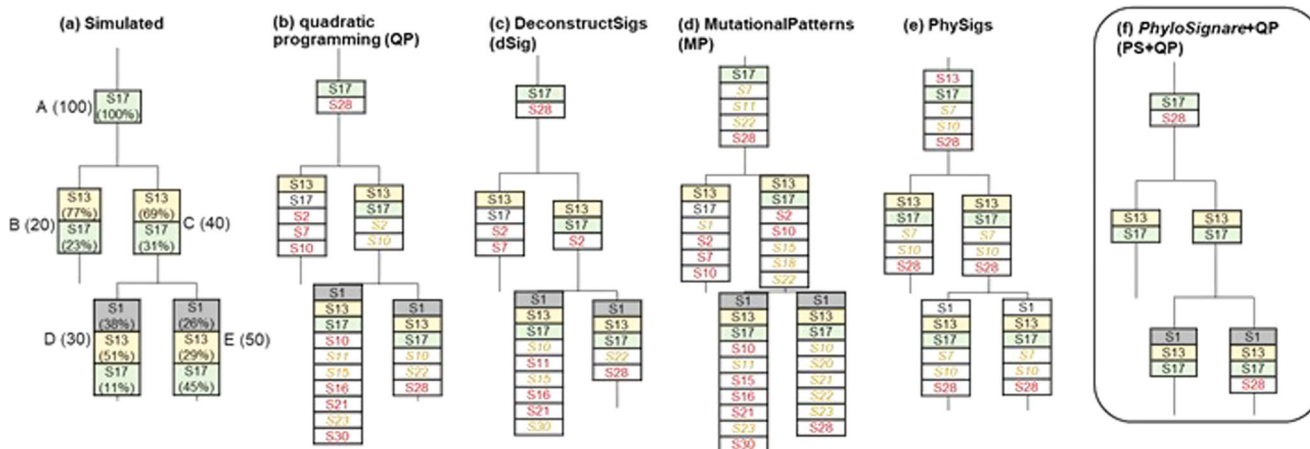 (a) Simulated
A (100)
S17
(100%)
B (20)
S13
(77%)
S17
(23%)
S13
(69%)
S17
(31%)
C (40)
D (30)
S1
(38%)
S13
(51%)
S17
(11%)
S1
(26%)
S13
(29%)
S17
(45%)
E (50)
(b) quadratic
programming (QP)
S17
S28
S13
S17
S2
S7
S10
S13
S17
S2
S10
S1
S13
S17
S10
S11
S15
S16
S21
S23
S30
S1
S13
S17
S10
S22
S28
(c) DeconstructSigs
(dSig)
S17
S28
S13
S17
S2
S7
S13
S17
S2
S1
S13
S17
S10
S11
S15
S16
S21
S30
S1
S13
S17
S22
S28
(d) MutationalPatterns
(MP)
S17
S7
S11
S22
S28
S13
S17
S1
S2
S7
S10
S13
S17
S2
S10
S15
S18
S22
S1
S13
S17
S10
S11
S15
S16
S21
S23
S30
S1
S13
S17
S10
S20
S21
S22
S23
S28
(e) PhySigs
S13
S17
S7
S10
S28
S13
S17
S7
S10
S28
S13
S17
S7
S10
S28
S1
S13
S17
S7
S10
S28
S1
S13
S17
S7
S10
S28
(f) PhyloSignare+QP
(PS+QP)
S17
S28
S13
S17
S13
S17
S1
S13
S17
S1
S13
S17
S28